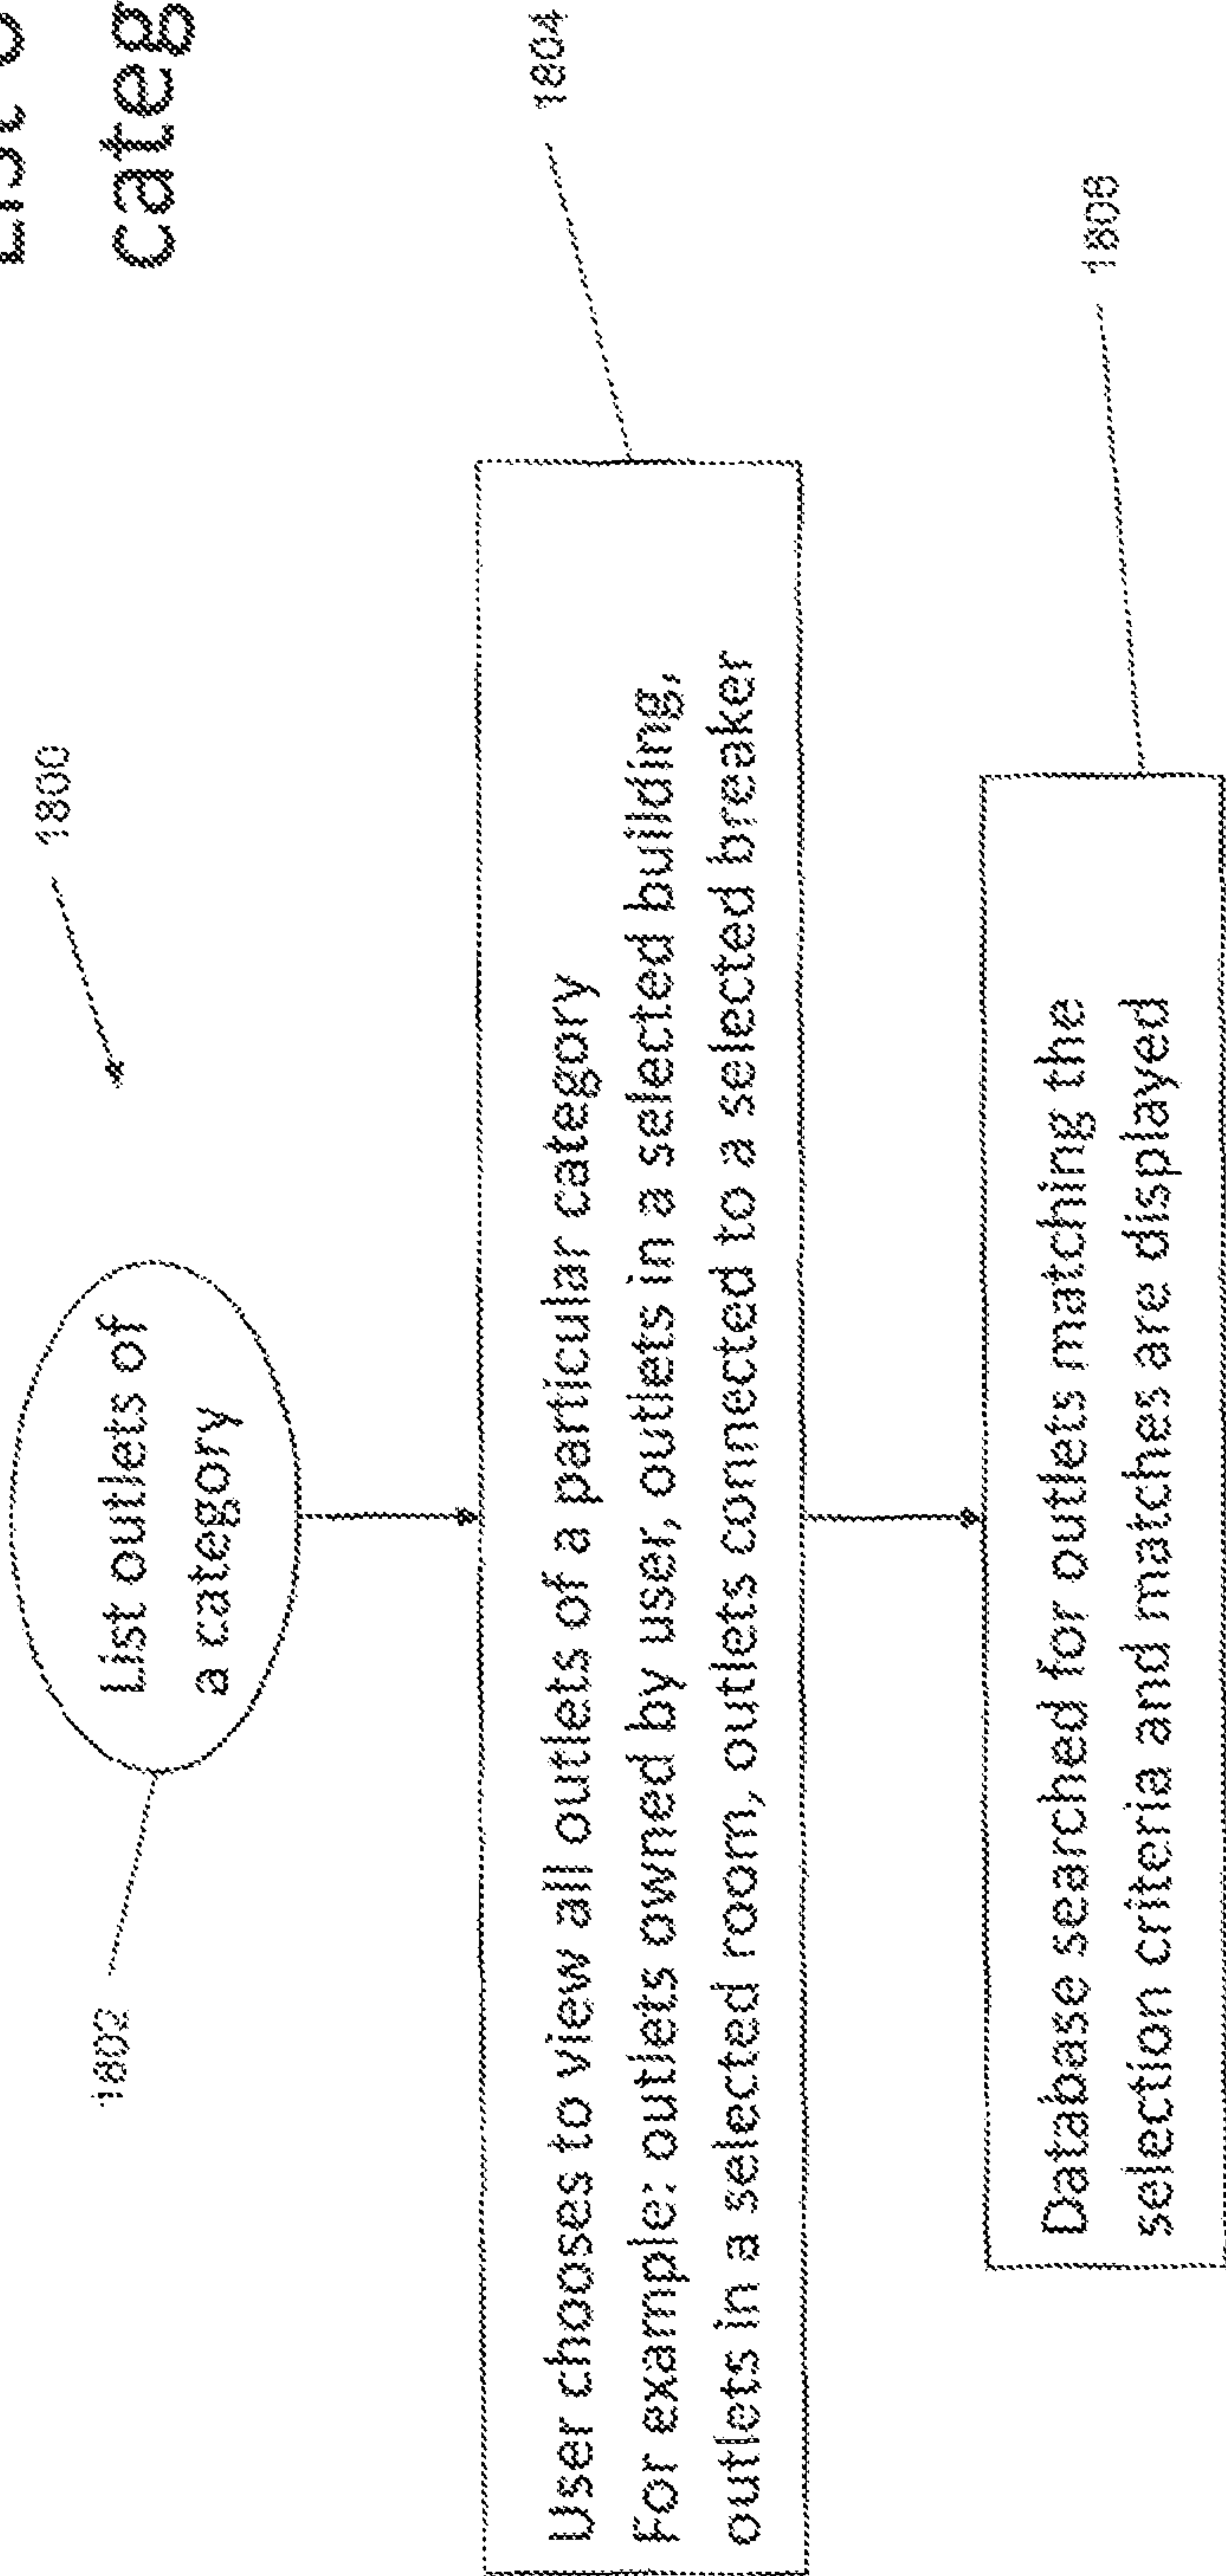 categ
1800
1802
List outlets of
a category
1804
User chooses to view all outlets of a particular category
For example: outlets owned by user, outlets in a selected building,
outlets in a selected room, outlets connected to a selected breaker
1808
Database searched for outlets matching the
selection criteria and matches are displayed